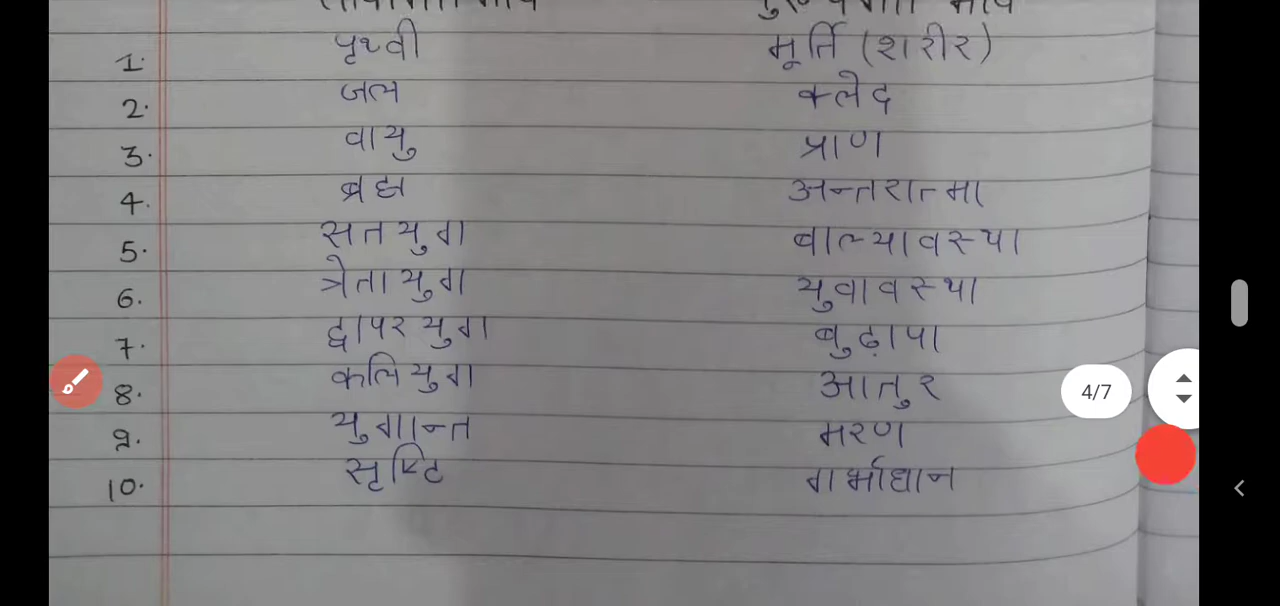 1. पृथ्वी मूर्ति (शरीर)
2. जल क्लेद
3. वायु प्राण
4. ब्रह्म अन्तरात्मा
5. सतयुग बाल्यावस्था
6. त्रेतायुग युवावस्था
7. द्वापर युग बुढ़ापा
8. कलियुग आतुर
4/7
9. युगान्त मरण
10. सृष्टि गर्भाधान